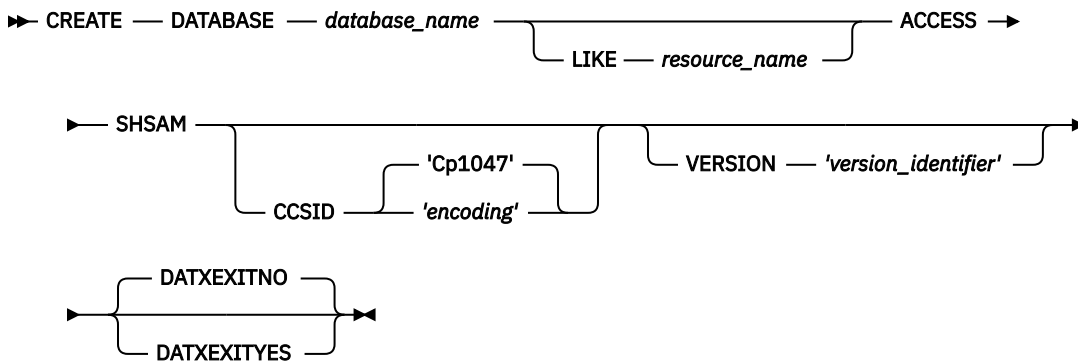 CREATE DATABASE database_name ACCESS
LIKE resource_name
SHSAM
'Cp1047'
VERSION 'version_identifier'
CCSID 'encoding'
DATXEXITNO
DATXEXITYES